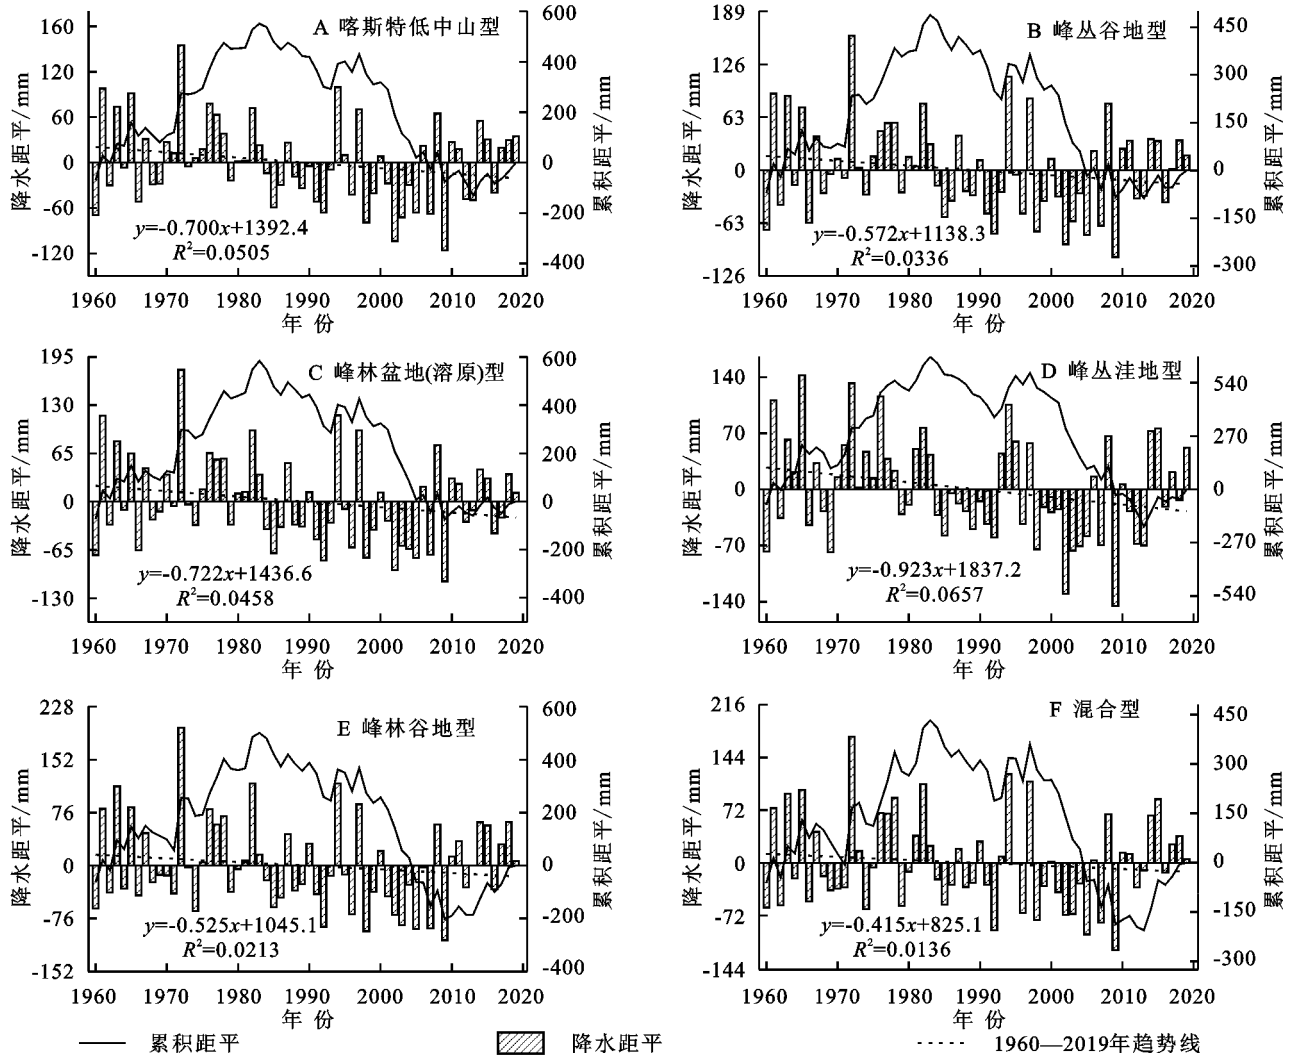 A 喀斯特低中山型
降水距平/mm
160
120
60
0
-60
-120
600
400
200
0
-200
-400
累积距平/mm
y=-0.700x+1392.4
R²=0.0505
1960 1970 1980 1990 2000 2010 2020
年 份
B 峰丛谷地型
降水距平/mm
189
126
63
0
-63
-126
450
300
150
0
-150
-300
累积距平/mm
y=-0.572x+1138.3
R²=0.0336
1960 1970 1980 1990 2000 2010 2020
年 份
C 峰林盆地(溶原)型
降水距平/mm
195
130
65
0
-65
-130
600
400
200
0
-200
-400
累积距平/mm
y=-0.722x+1436.6
R²=0.0458
1960 1970 1980 1990 2000 2010 2020
年 份
D 峰丛洼地型
降水距平/mm
140
70
0
-70
-140
540
270
0
-270
-540
累积距平/mm
y=-0.923x+1837.2
R²=0.0657
1960 1970 1980 1990 2000 2010 2020
年 份
E 峰林谷地型
降水距平/mm
228
152
76
0
-76
-152
600
400
200
0
-200
-400
累积距平/mm
y=-0.525x+1045.1
R²=0.0213
1960 1970 1980 1990 2000 2010 2020
年 份
F 混合型
降水距平/mm
216
144
72
0
-72
-144
450
300
150
0
-150
-300
累积距平/mm
y=-0.415x+825.1
R²=0.0136
1960 1970 1980 1990 2000 2010 2020
年 份
累积距平 降水距平 1960—2019年趋势线